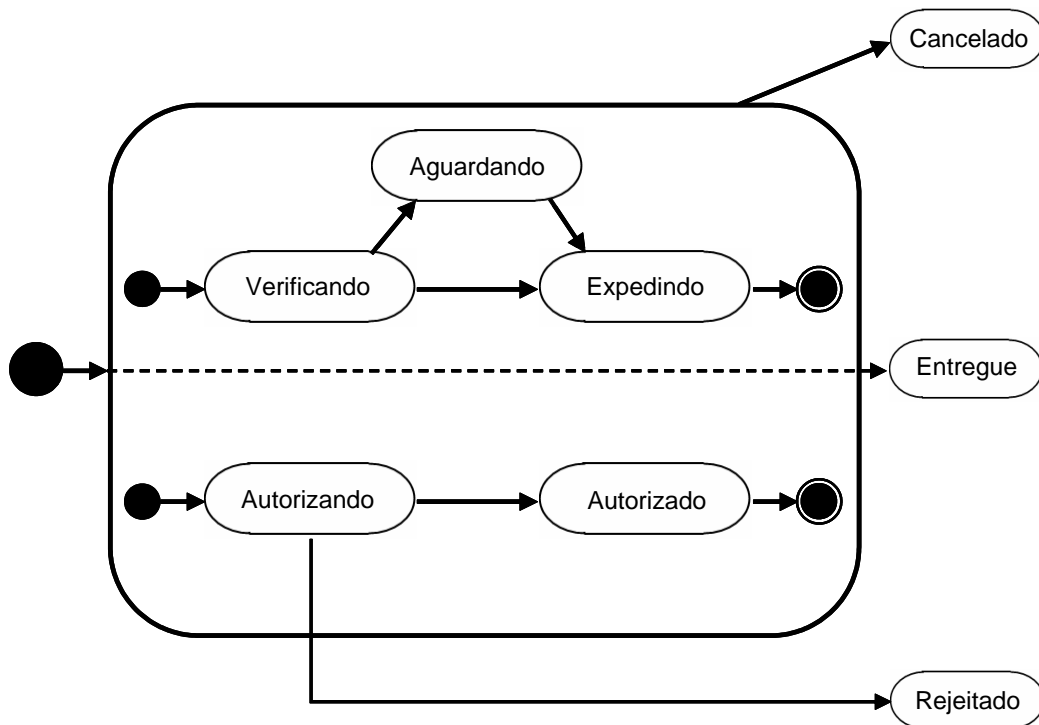 Cancelado
Aguardando
Verificando
Expedindo
Entregue
Autorizando
Autorizado
Rejeitado